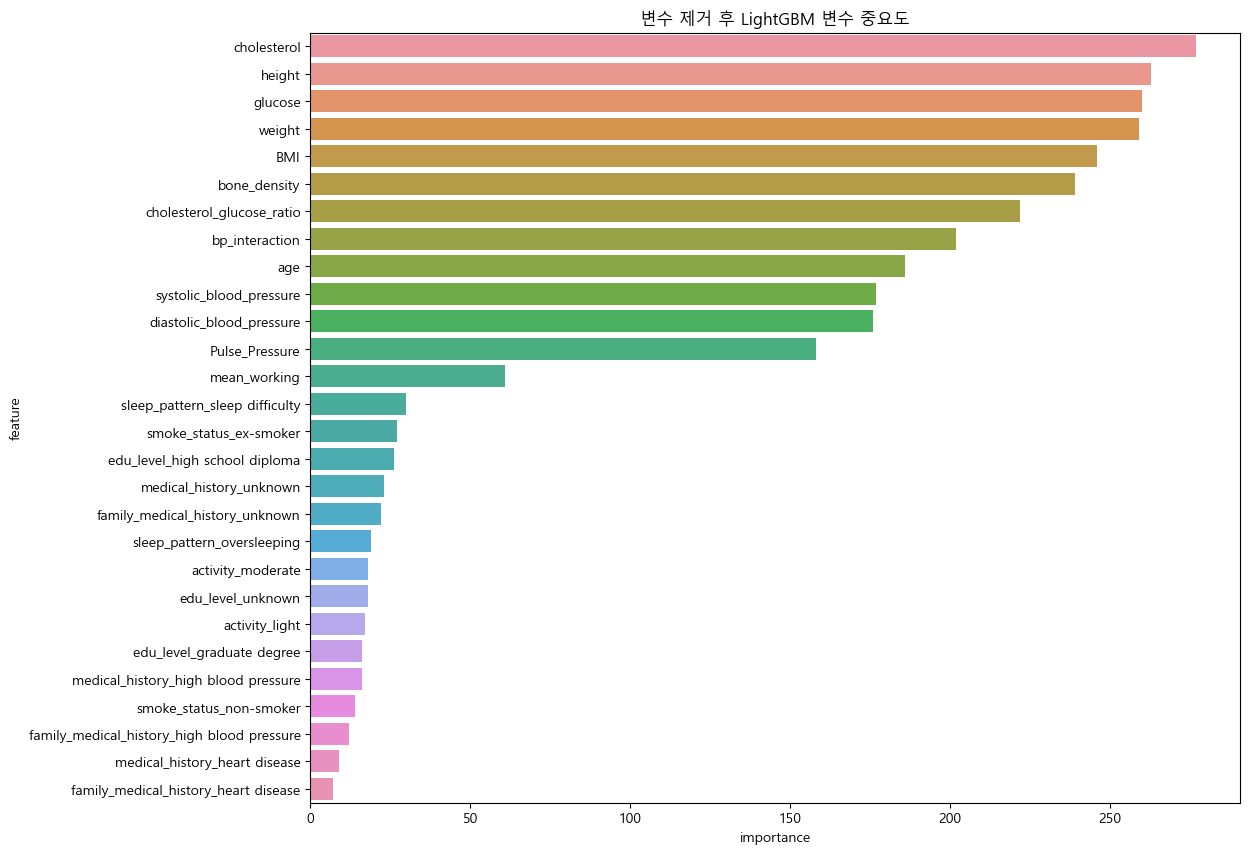 변수 제거 후 LightGBM 변수 중요도
cholesterol
height
glucose
weight
BMI
bone_density
cholesterol_glucose_ratio
bp_interaction
age
systolic_blood_pressure
diastolic_blood_pressure
Pulse_Pressure
mean_working
sleep_pattern_sleep difficulty
smoke_status_ex-smoker
edu_level_high school diploma
medical_history_unknown
family_medical_history_unknown
sleep_pattern_oversleeping
activity_moderate
edu_level_unknown
activity_light
edu_level_graduate degree
medical_history_high blood pressure
smoke_status_non-smoker
family_medical_history_high blood pressure
medical_history_heart disease
family_medical_history_heart disease
feature
0 50 100 150 200 250
importance